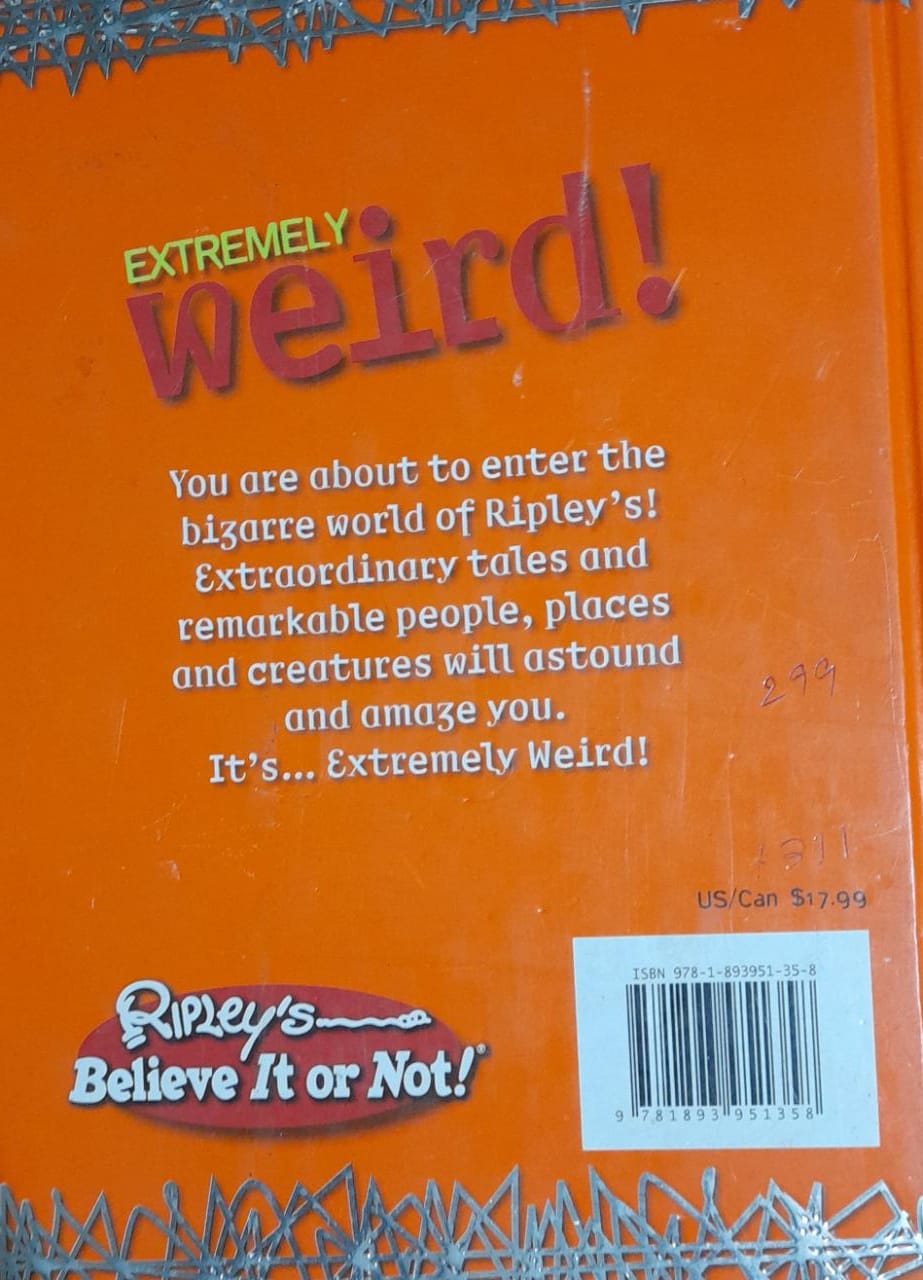 EXTREMELY
weird!
You are about to enter the
bizarre world of Ripley's!
Extraordinary tales and
remarkable people, places
and creatures will astound
and amaze you.
It's... Extremely Weird!
299
US/Can $17.99
ISBN 978-1-893951-35-8
9 781893 951358
RIPLEY'S
Believe It or Not!®